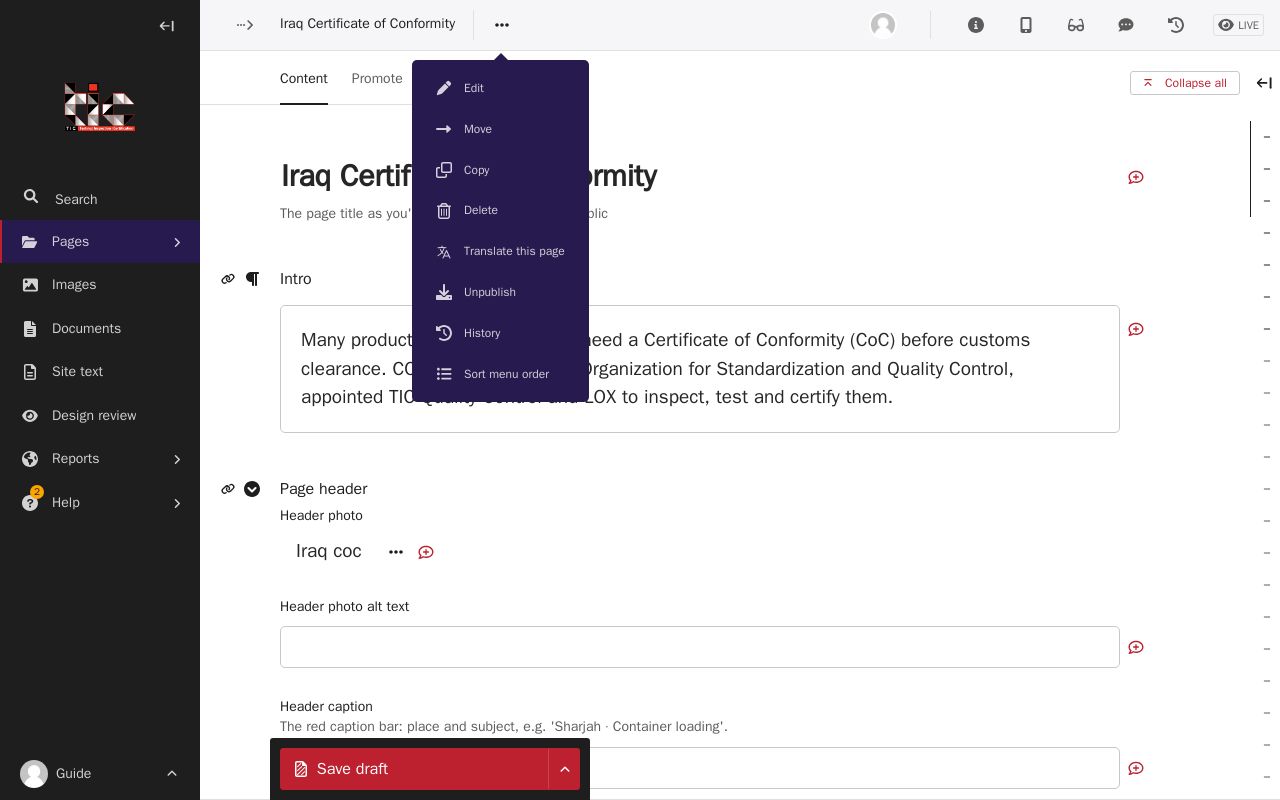 Iraq Certificate of Conformity
LIVE
Content
Promote
Collapse all
Edit
Move
Copy
Delete
Translate this page
Unpublish
History
Sort menu order
Search
Pages
Images
Documents
Site text
Design review
Reports
2
Help
Guide
Iraq Certif
ormity
The page title as you'
blic
Intro
Many product
need a Certificate of Conformity (CoC) before customs
clearance. CO
Organization for Standardization and Quality Control,
appointed TIC Quality Control and LOX to inspect, test and certify them.
Page header
Header photo
Iraq coc
Header photo alt text
Header caption
The red caption bar: place and subject, e.g. 'Sharjah · Container loading'.
Save draft